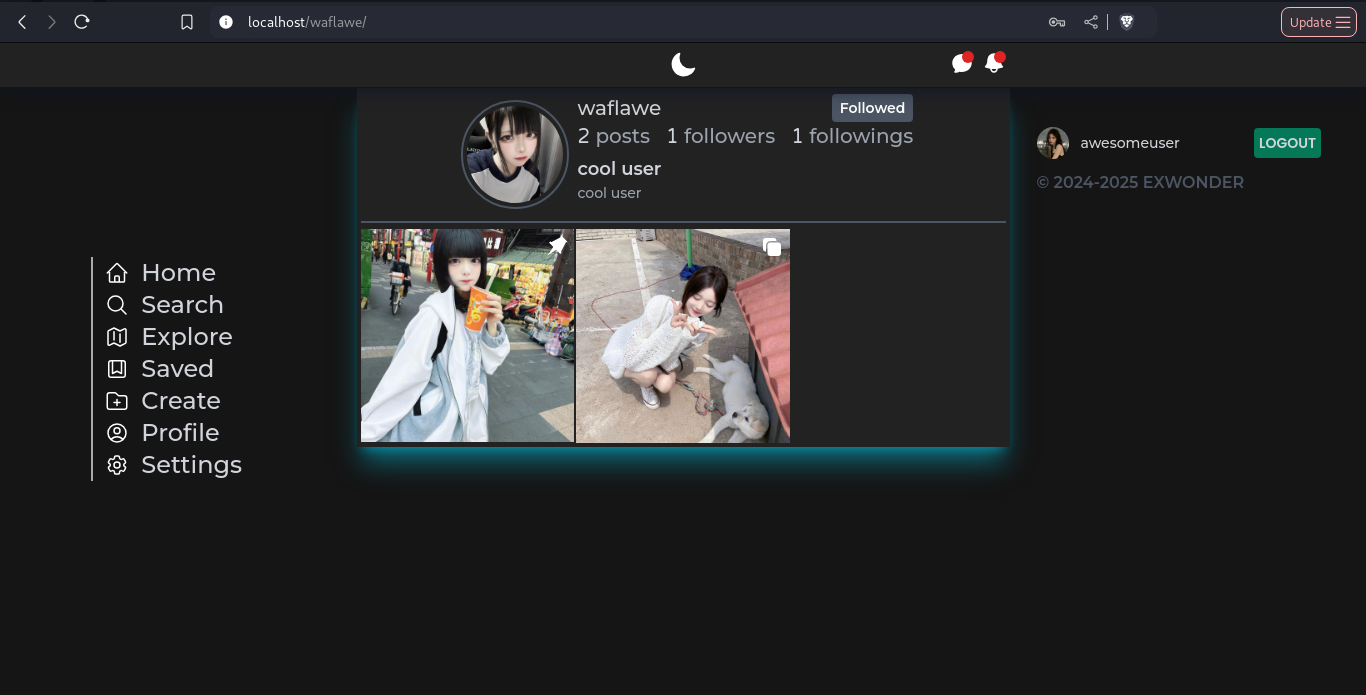 localhost/waflawe/
Update
waflawe
Followed
2 posts 1 followers 1 followings
cool user
cool user
awesomeuser
LOGOUT
© 2024-2025 EXWONDER
Home
Search
Explore
Saved
Create
Profile
Settings